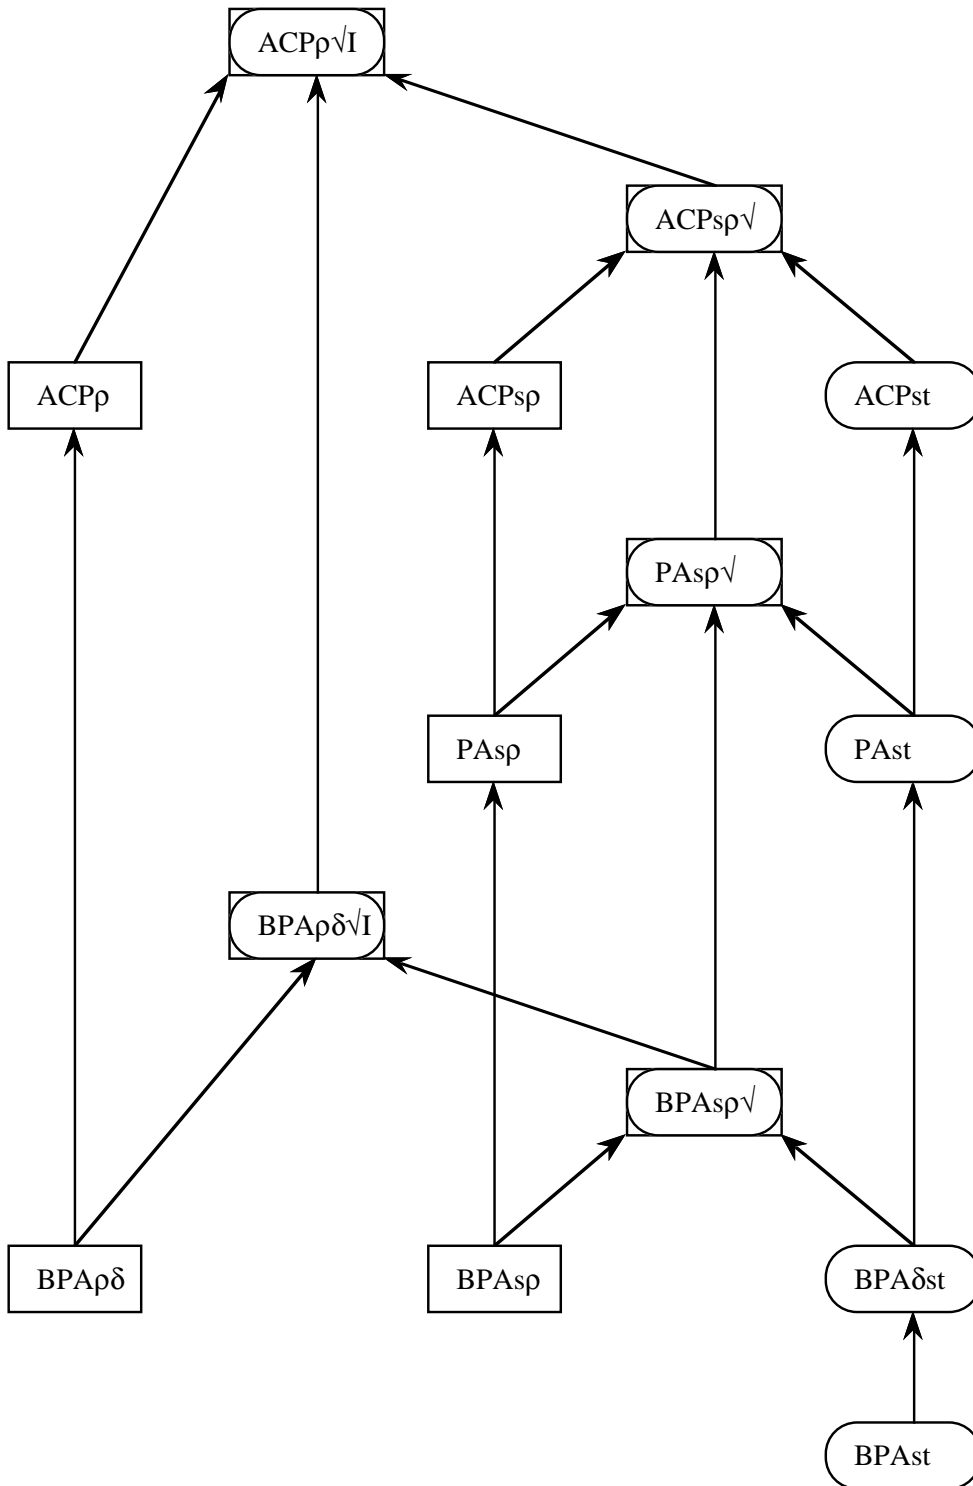 ACPρ√I
ACPsρ√
ACPρ
ACPsρ
ACPst
PAsρ√
PAsρ
PAst
BPAρδ√I
BPAsρ√
BPAρδ
BPAsρ
BPAδst
BPAst